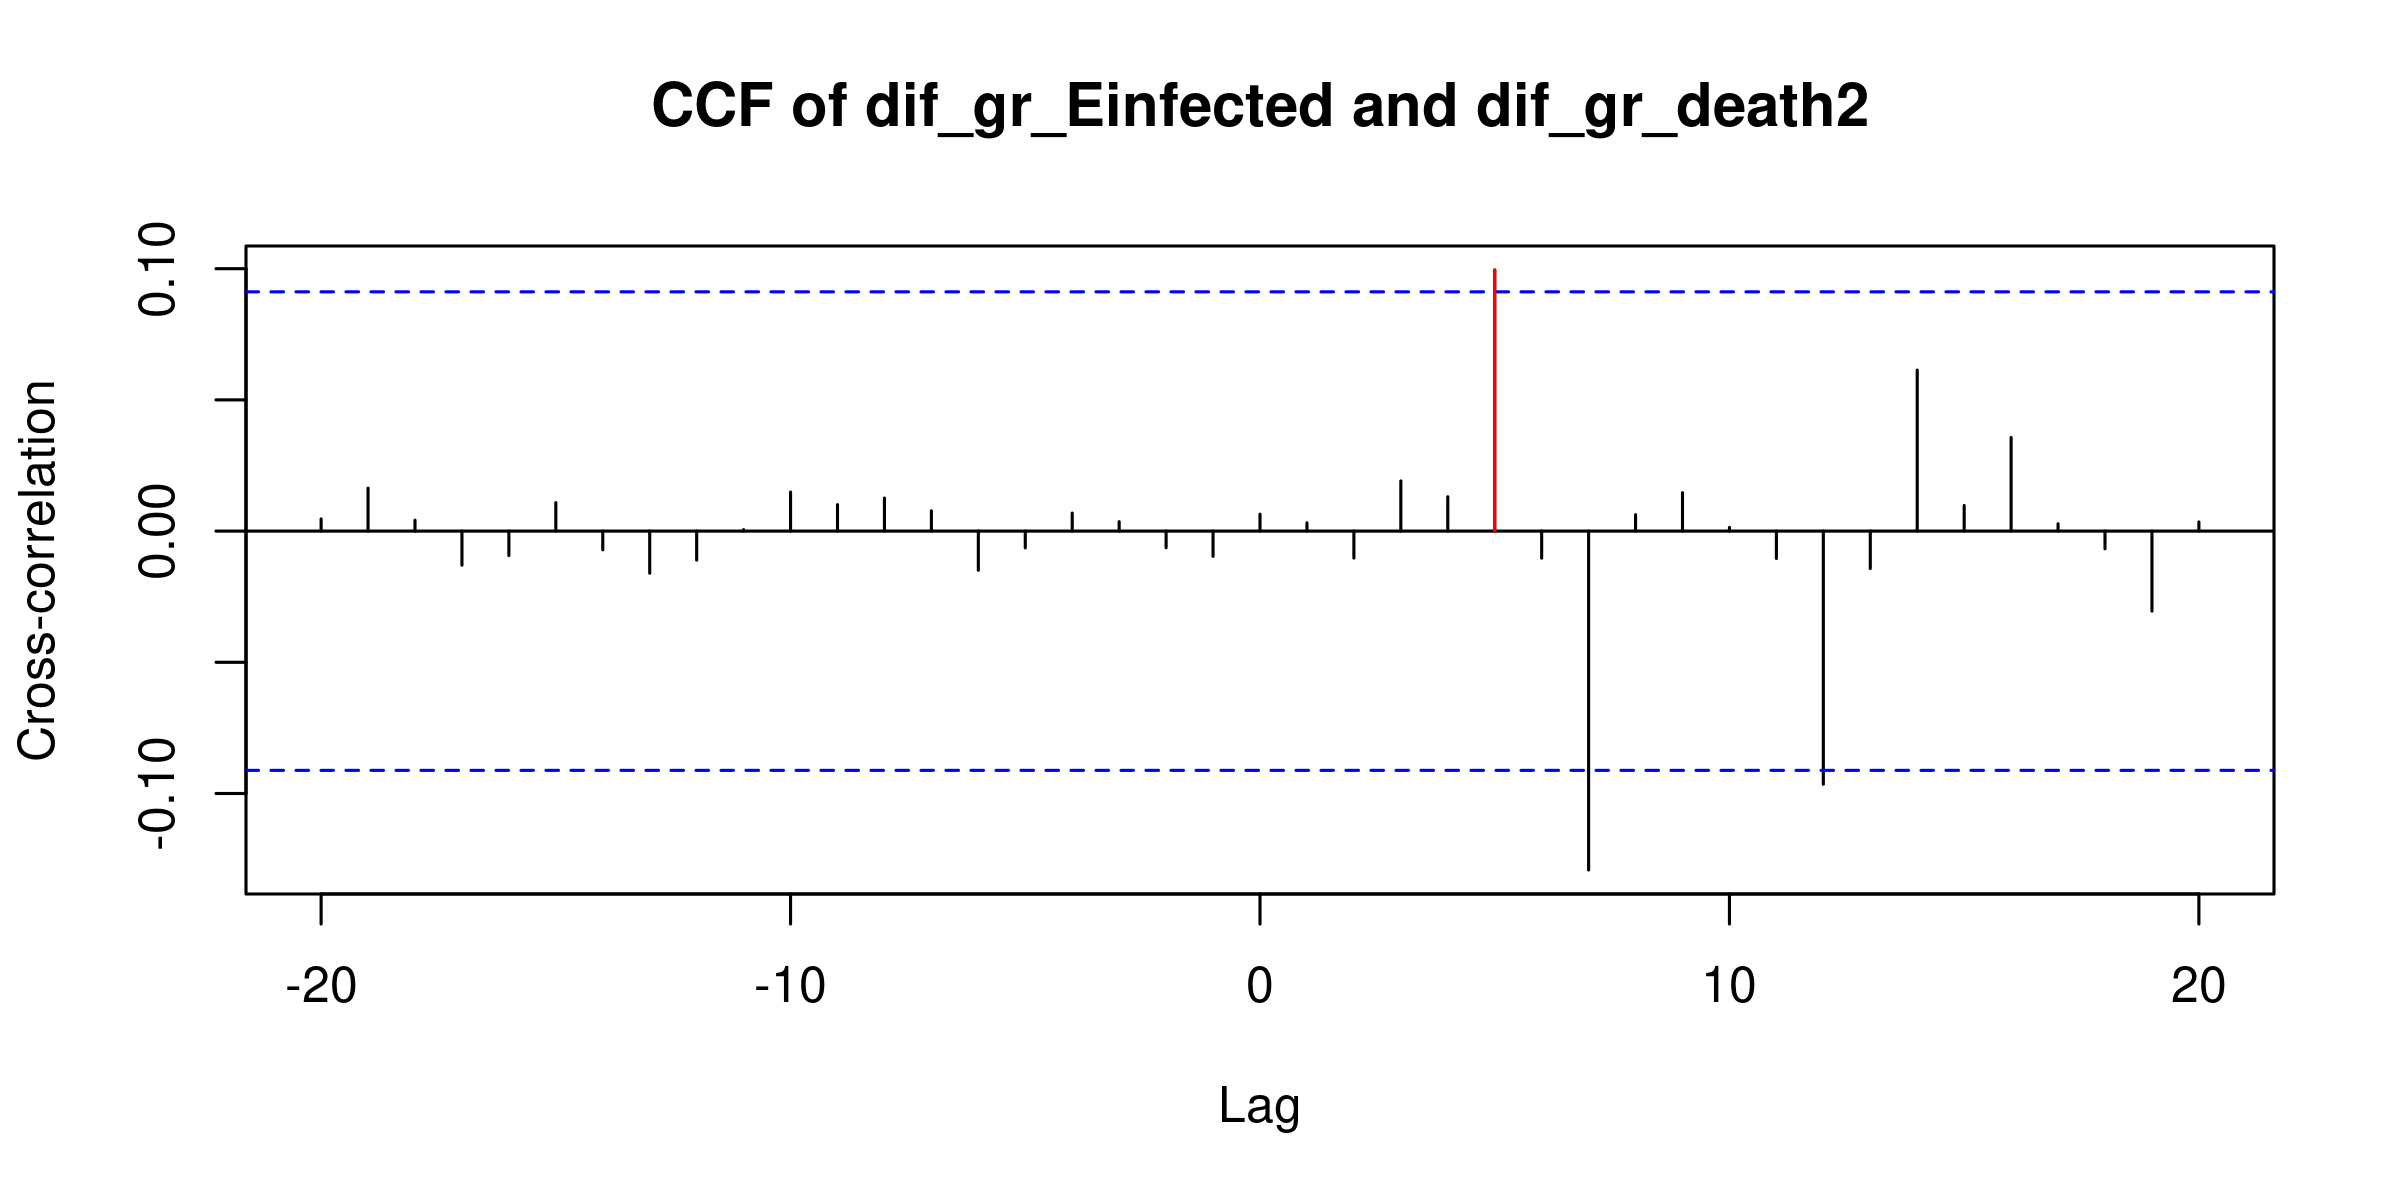 CCF of dif_gr_Einfected and dif_gr_death2
Cross-correlation
0.10
0.00
-0.10
-20 -10 0 10 20
Lag